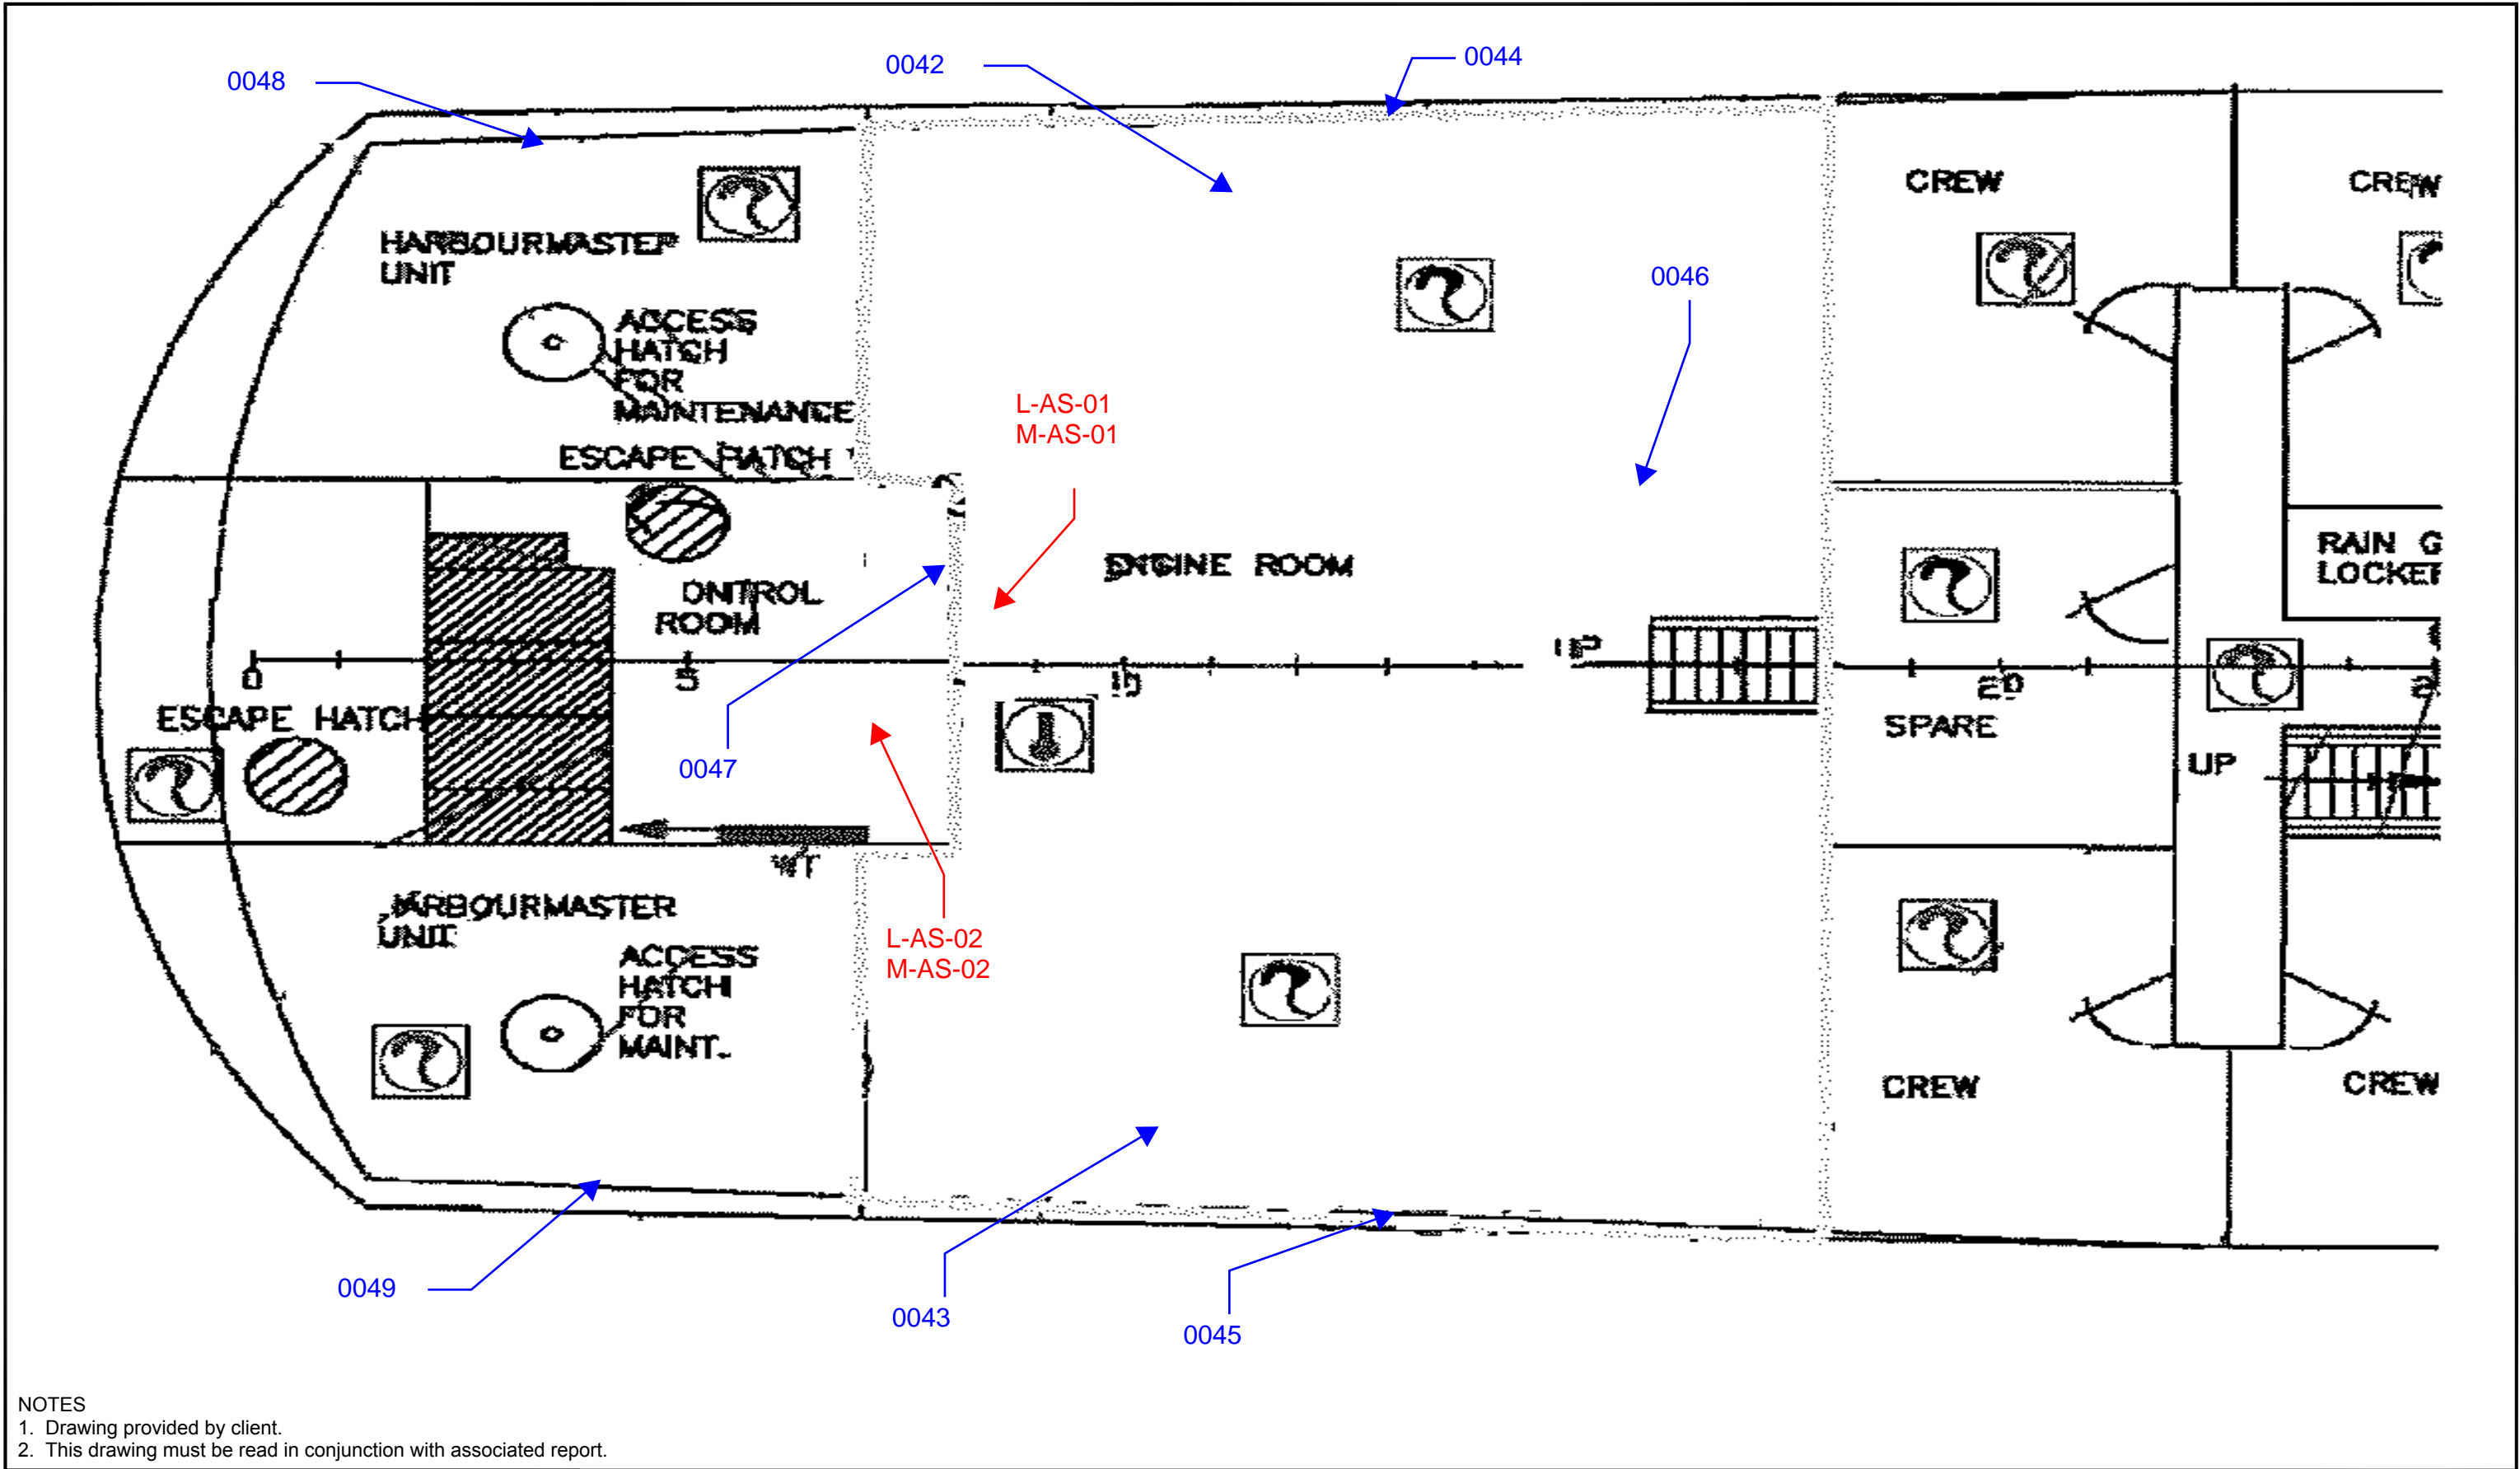 0042
0044
0048
CREW
CREW
HARBOURMASTER
UNIT
0046
ACCESS
HATCH
FOR
MAINTENANCE
L-AS-01
M-AS-01
ESCAPE HATCH
ENGINE ROOM
RAIN G
LOCKER
ONTROL
ROOM
0
5
10
20
ESCAPE HATCH
SPARE
UP
0047
WT
HARBOURMASTER
UNIT
L-AS-02
M-AS-02
ACCESS
HATCH
FOR
MAINT.
CREW
CREW
0049
0043
0045
NOTES
1. Drawing provided by client.
2. This drawing must be read in conjunction with associated report.